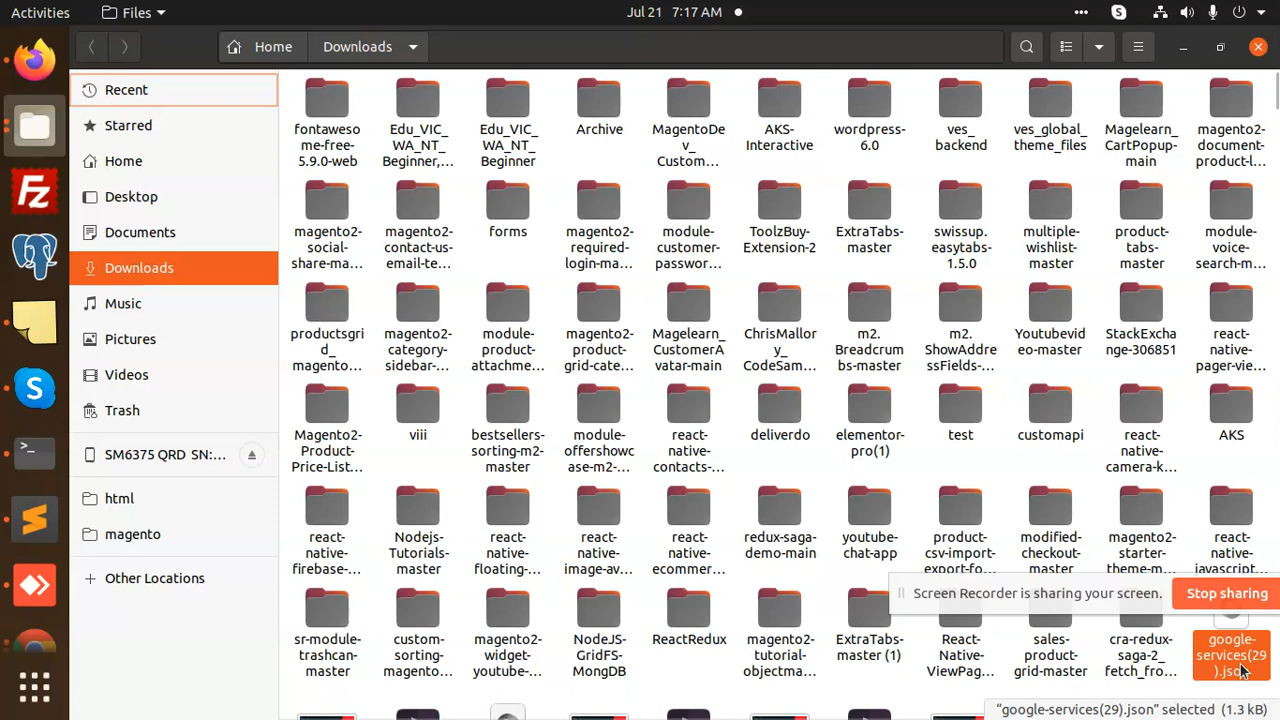 Activities
Files
Jul 21 7:17 AM
Home
Downloads
Recent
Starred
Home
Desktop
Documents
Downloads
Music
Pictures
Videos
Trash
SM6375 QRD SN:...
html
magento
Other Locations
fontaweso
me-free-
5.9.0-web
Edu_VIC_
WA_NT_
Beginner,...
Edu_VIC_
WA_NT_
Beginner
Archive
MagentoDe
v_
Custom...
AKS-
Interactive
wordpress-
6.0
ves_
backend
ves_global_
theme_files
Magelearn_
CartPopup-
main
magento2-
document-
product-l...
magento2-
social-
share-ma...
magento2-
contact-us-
email-te...
forms
magento2-
required-
login-ma...
module-
customer-
passwor...
ToolzBuy-
Extension-2
ExtraTabs-
master
swissup.
easytabs-
1.5.0
multiple-
wishlist-
master
product-
tabs-
master
module-
voice-
search-m...
productsgri
d_
magento...
magento2-
category-
sidebar-...
module-
product-
attachme...
magento2-
product-
grid-cate...
Magelearn_
CustomerA
vatar-main
ChrisMallor
y_
CodeSam...
m2.
Breadcrum
bs-master
m2.
ShowAddre
ssFields-...
Youtubevid
eo-master
StackExcha
nge-306851
react-
native-
pager-vie...
Magento2-
Product-
Price-List...
viii
bestsellers-
sorting-m2-
master
module-
offershowc
ase-m2-...
react-
native-
contacts-...
deliverdo
elementor-
pro(1)
test
customapi
react-
native-
camera-k...
AKS
react-
native-
firebase-...
Nodejs-
Tutorials-
master
react-
native-
floating-...
react-
native-
image-av...
react-
native-
ecommer...
redux-saga-
demo-main
youtube-
chat-app
product-
csv-import-
export-fo...
modified-
checkout-
master
magento2-
starter-
theme-m...
react-
native-
javascript...
Screen Recorder is sharing your screen.
Stop sharing
sr-module-
trashcan-
master
custom-
sorting-
magento...
magento2-
widget-
youtube-...
NodeJS-
GridFS-
MongoDB
ReactRedux
magento2-
tutorial-
objectma...
ExtraTabs-
master (1)
React-
Native-
ViewPag...
sales-
product-
grid-master
cra-redux-
saga-2_
fetch_fro...
google-
services(29
).json
"google-services(29).json" selected (1.3 kB)